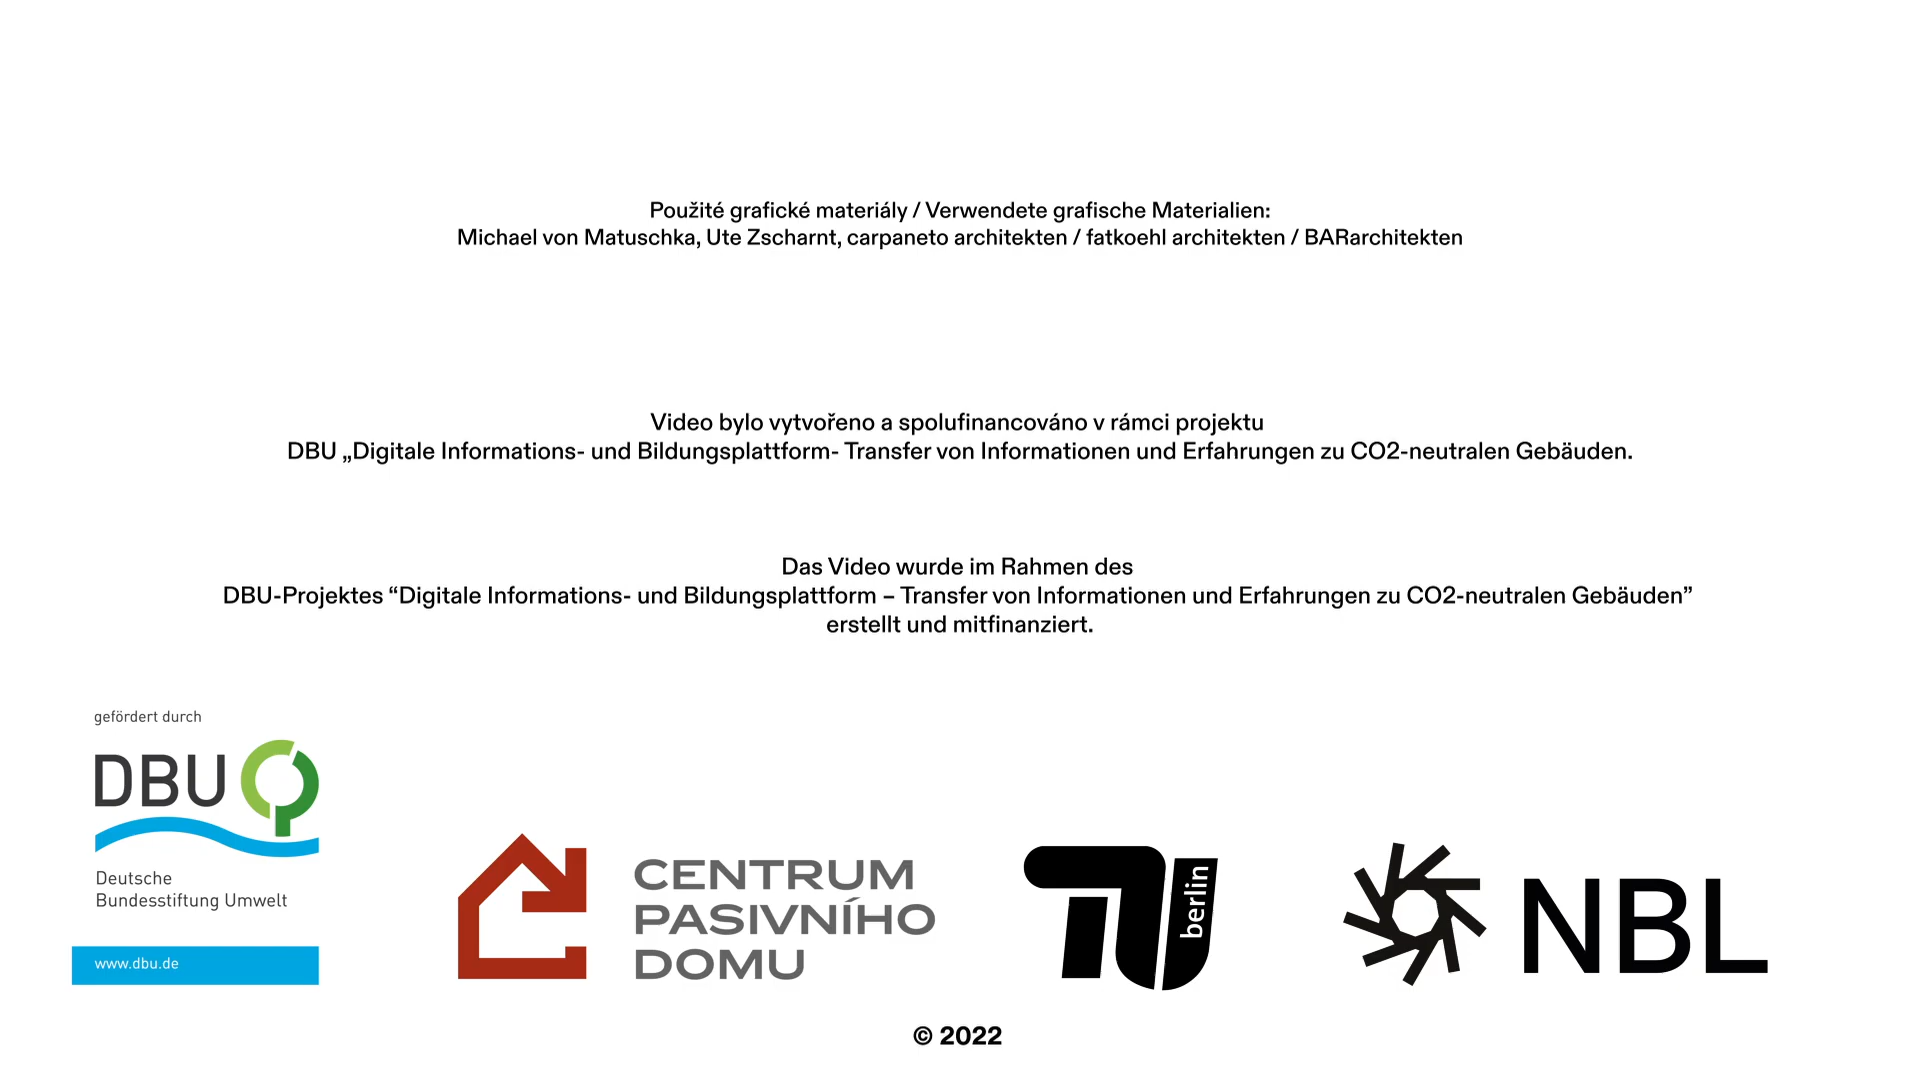 Použité grafické materiály / Verwendete grafische Materialien:
Michael von Matuschka, Ute Zscharnt, carpaneto architekten / fatkoehl architekten / BARarchitekten
Video bylo vytvořeno a spolufinancováno v rámci projektu
DBU „Digitale Informations- und Bildungsplattform- Transfer von Informationen und Erfahrungen zu CO2-neutralen Gebäuden.
Das Video wurde im Rahmen des
DBU-Projektes “Digitale Informations- und Bildungsplattform – Transfer von Informationen und Erfahrungen zu CO2-neutralen Gebäuden”
erstellt und mitfinanziert.
gefördert durch
DBU
Deutsche
Bundesstiftung Umwelt
www.dbu.de
CENTRUM
PASIVNÍHO
DOMU
TU berlin
NBL
© 2022